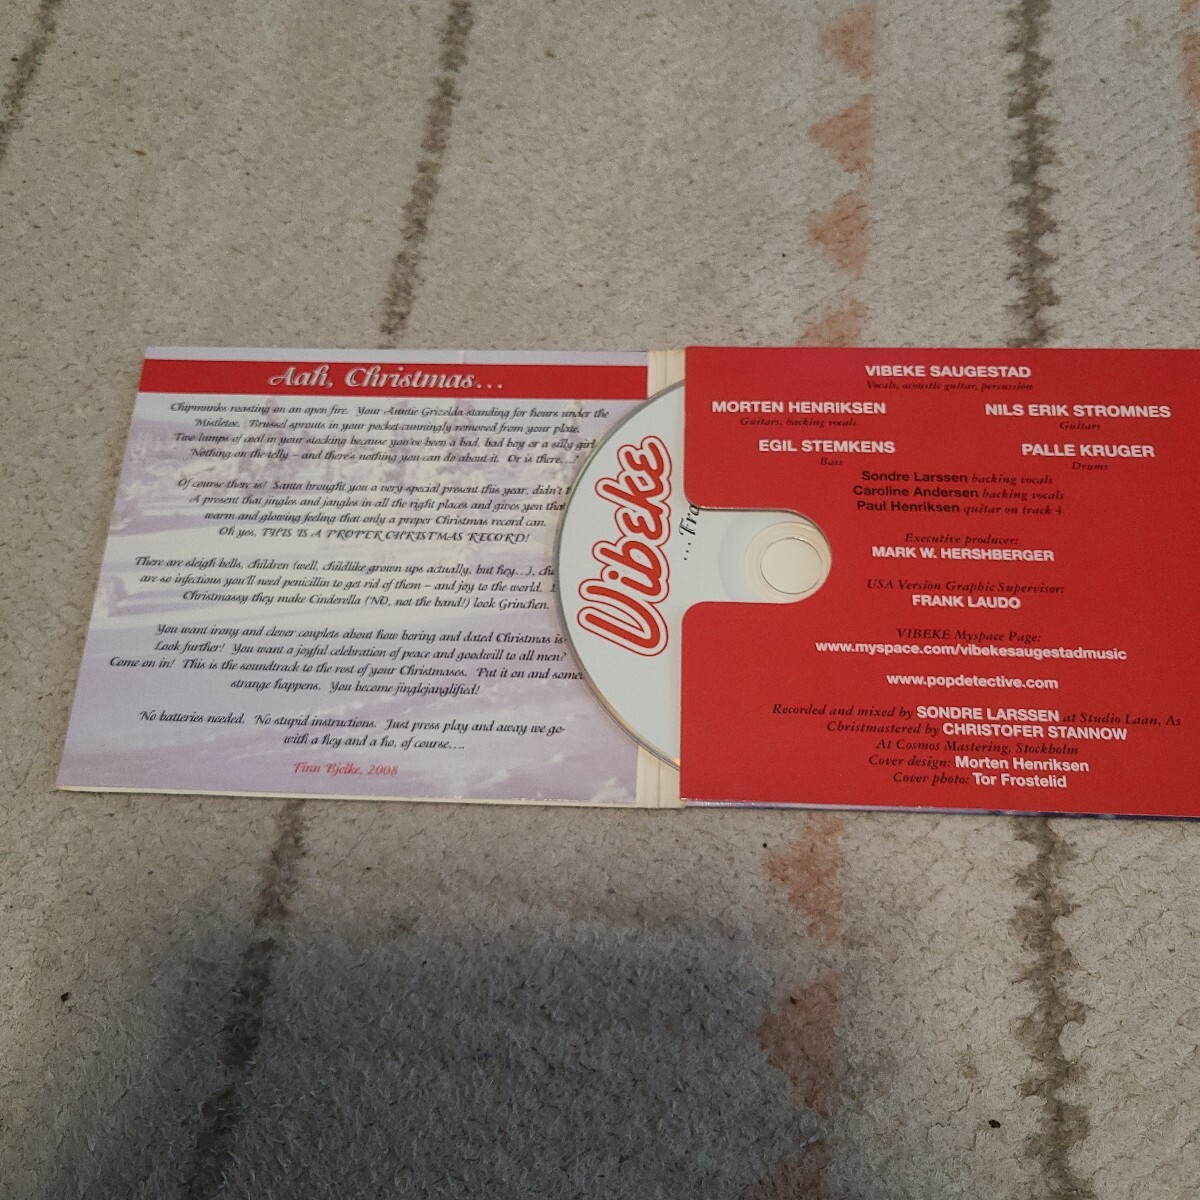 Aah, Christmas...
Chipmunks roasting on an open fire. Your Auntie Grizelda standing for hours under the
Mistletoe. Brussel sprouts in your pocket cunningly removed from your plate.
Two lumps of coal in your stocking because you've been a bad, bad boy or a silly girl
Nothing on the telly – and there's nothing you can do about it. Or is there...?
Of course there is! Santa brought you a very special present this year, didn't
A present that jingles and jangles in all the right places and gives you that
warm and glowing feeling that only a proper Christmas record can.
Oh yes, THIS IS A PROPER CHRISTMAS RECORD!
There are sleigh bells, children (well, childlike grown ups actually, but hey...),
are so infectious you'll need penicillin to get rid of them – and joy to the world.
Christmassy they make Cinderella (NO, not the band!) look Grinchen.
You want irony and clever couplets about how boring and dated Christmas is
Look further! You want a joyful celebration of peace and goodwill to all men?
Come on in! This is the soundtrack to the rest of your Christmases. Put it on and
strange happens. You become jinglejanglified!
No batteries needed. No stupid instructions. Just press play and away we go
with a hey and a ho, of course....
Finn Bjelke, 2008
Vibeke
...Fro
VIBEKE SAUGESTAD
Vocals, acoustic guitar, percussion
MORTEN HENRIKSEN
Guitars, backing vocals
NILS ERIK STROMNES
Guitars
EGIL STEMKENS
Bass
PALLE KRUGER
Drums
Sondre Larssen backing vocals
Caroline Andersen backing vocals
Paul Henriksen guitar on track 4
Executive producer:
MARK W. HERSHBERGER
USA Version Graphic Supervisor:
FRANK LAUDO
VIBEKE Myspace Page:
www.myspace.com/vibekesaugestadmusic
www.popdetective.com
Recorded and mixed by SONDRE LARSSEN at Studio Laan, As
Christmastered by CHRISTOFER STANNOW
At Cosmos Mastering, Stockholm
Cover design: Morten Henriksen
Cover photo: Tor Frostelid